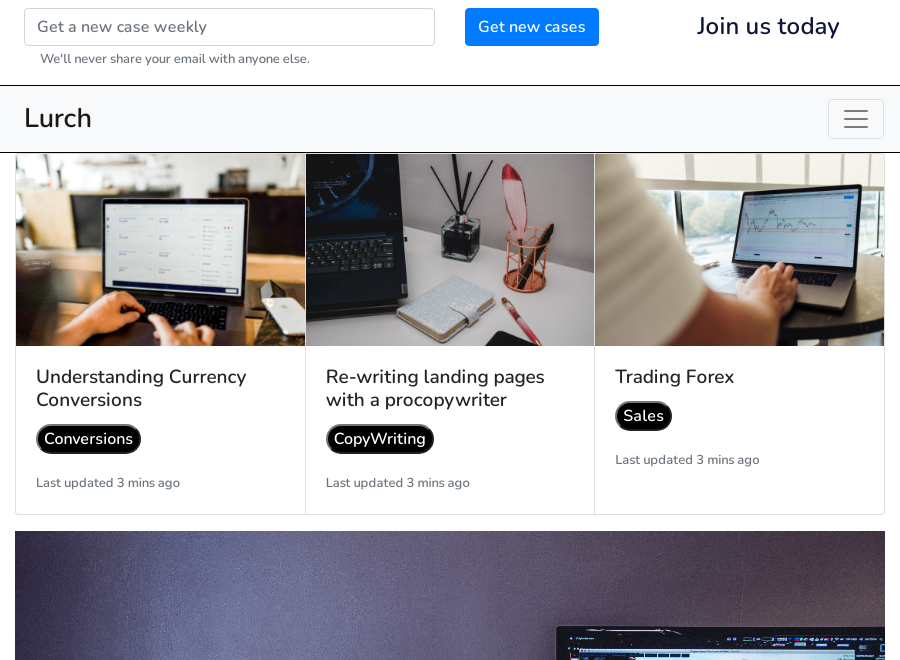 Get a new case weekly
Get new cases
Join us today
We'll never share your email with anyone else.
Lurch
Understanding Currency
Conversions
Conversions
Last updated 3 mins ago
Re-writing landing pages
with a procopywriter
CopyWriting
Last updated 3 mins ago
Trading Forex
Sales
Last updated 3 mins ago